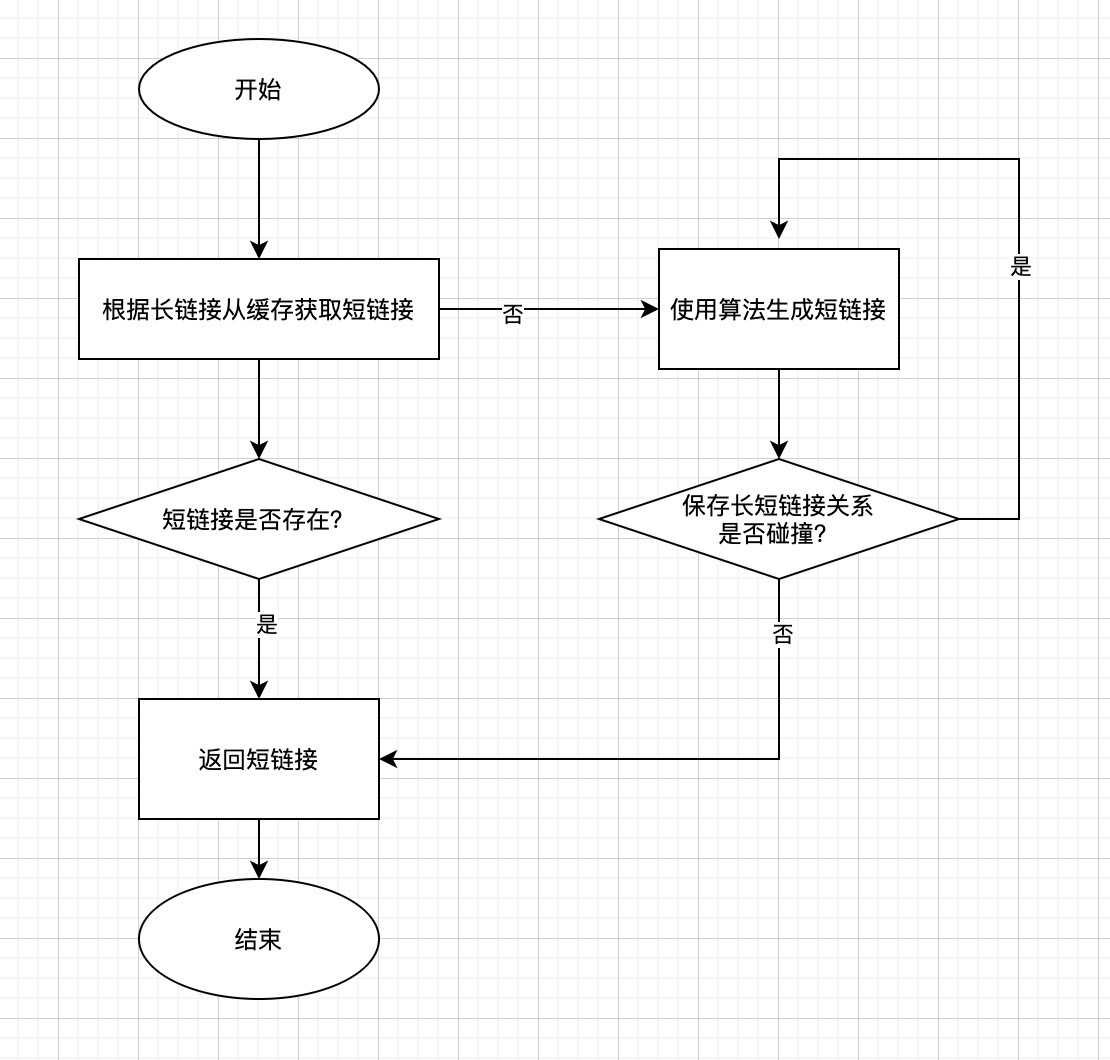 开始
是
根据长链接从缓存获取短链接
否
使用算法生成短链接
短链接是否存在?
保存长短链接关系
是否碰撞?
是
否
返回短链接
结束